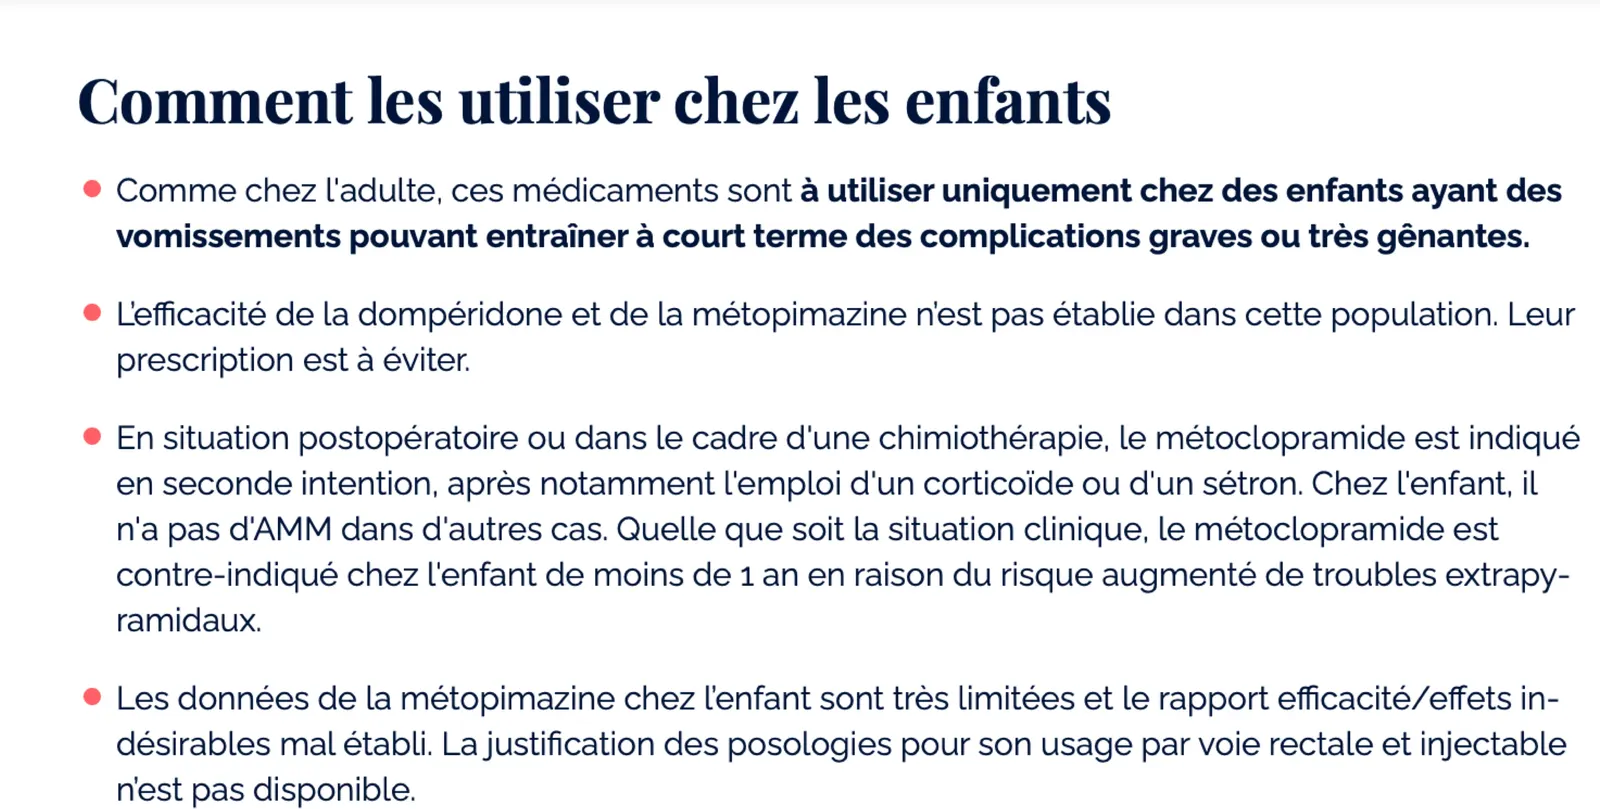 Comment les utiliser chez les enfants
Comme chez l'adulte, ces médicaments sont à utiliser uniquement chez des enfants ayant des
vomissements pouvant entraîner à court terme des complications graves ou très gênantes.
L’efficacité de la dompéridone et de la métopimazine n’est pas établie dans cette population. Leur
prescription est à éviter.
En situation postopératoire ou dans le cadre d'une chimiothérapie, le métoclopramide est indiqué
en seconde intention, après notamment l'emploi d'un corticoïde ou d'un sétron. Chez l'enfant, il
n'a pas d'AMM dans d'autres cas. Quelle que soit la situation clinique, le métoclopramide est
contre-indiqué chez l'enfant de moins de 1 an en raison du risque augmenté de troubles extrapy-
ramidaux.
Les données de la métopimazine chez l’enfant sont très limitées et le rapport efficacité/effets in-
désirables mal établi. La justification des posologies pour son usage par voie rectale et injectable
n’est pas disponible.